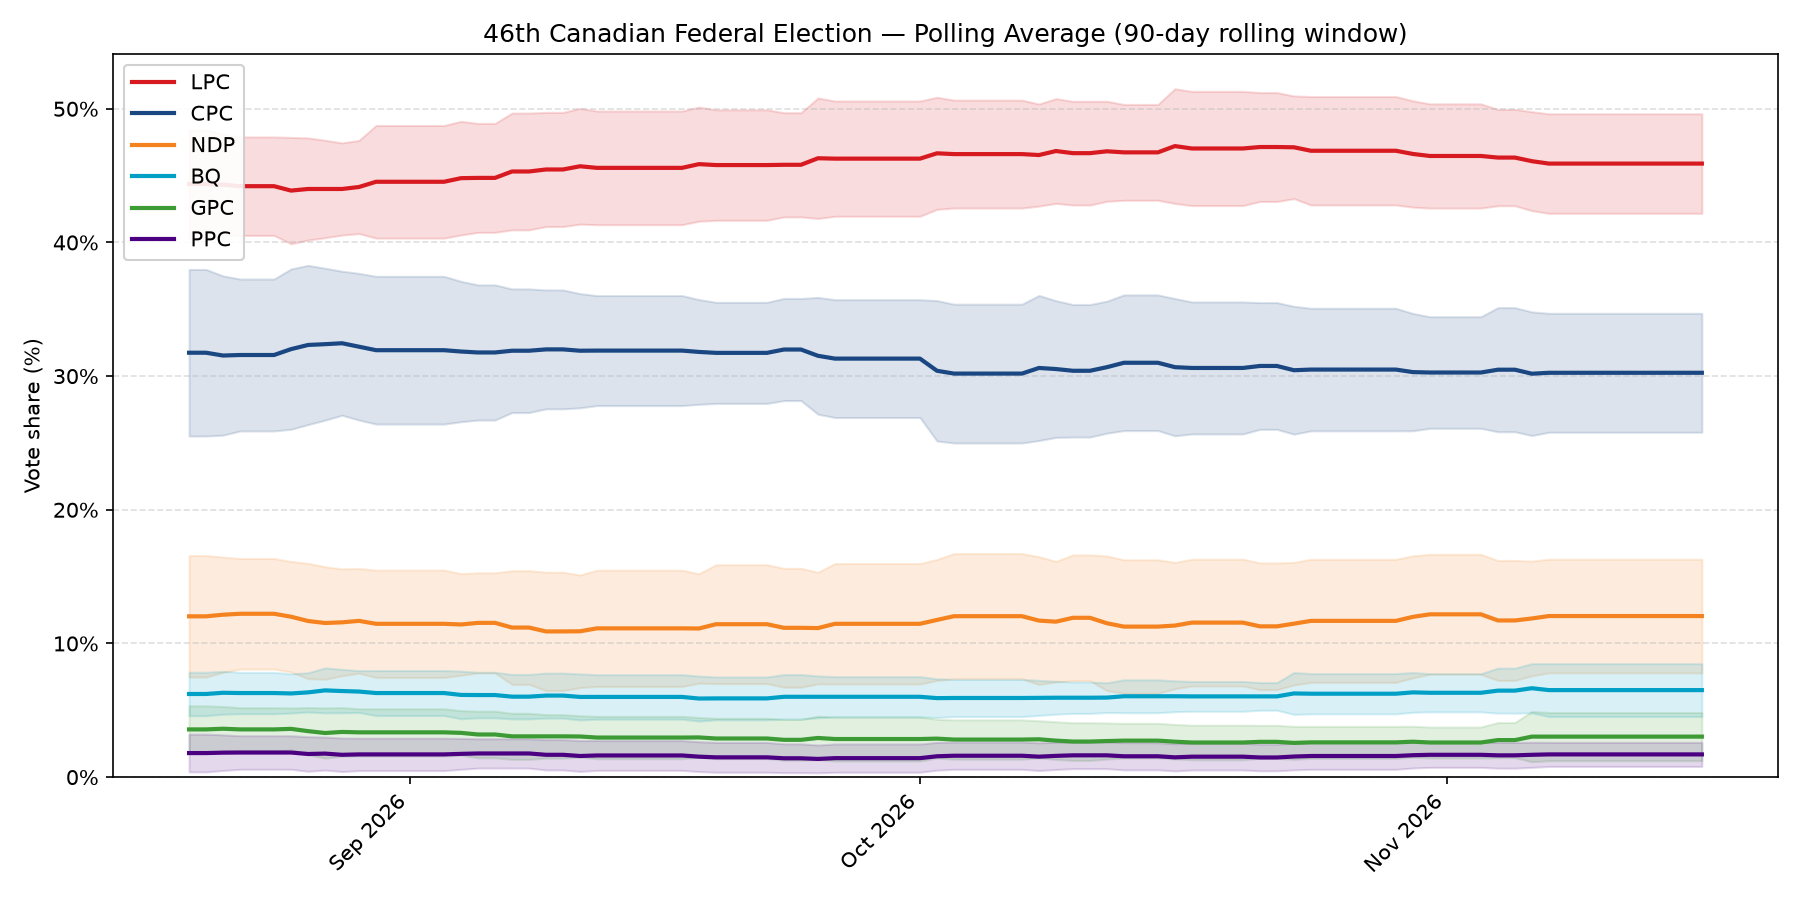 46th Canadian Federal Election — Polling Average (90-day rolling window)
LPC
CPC
NDP
BQ
GPC
PPC
Vote share (%)
50%
40%
30%
20%
10%
0%
Sep 2026
Oct 2026
Nov 2026